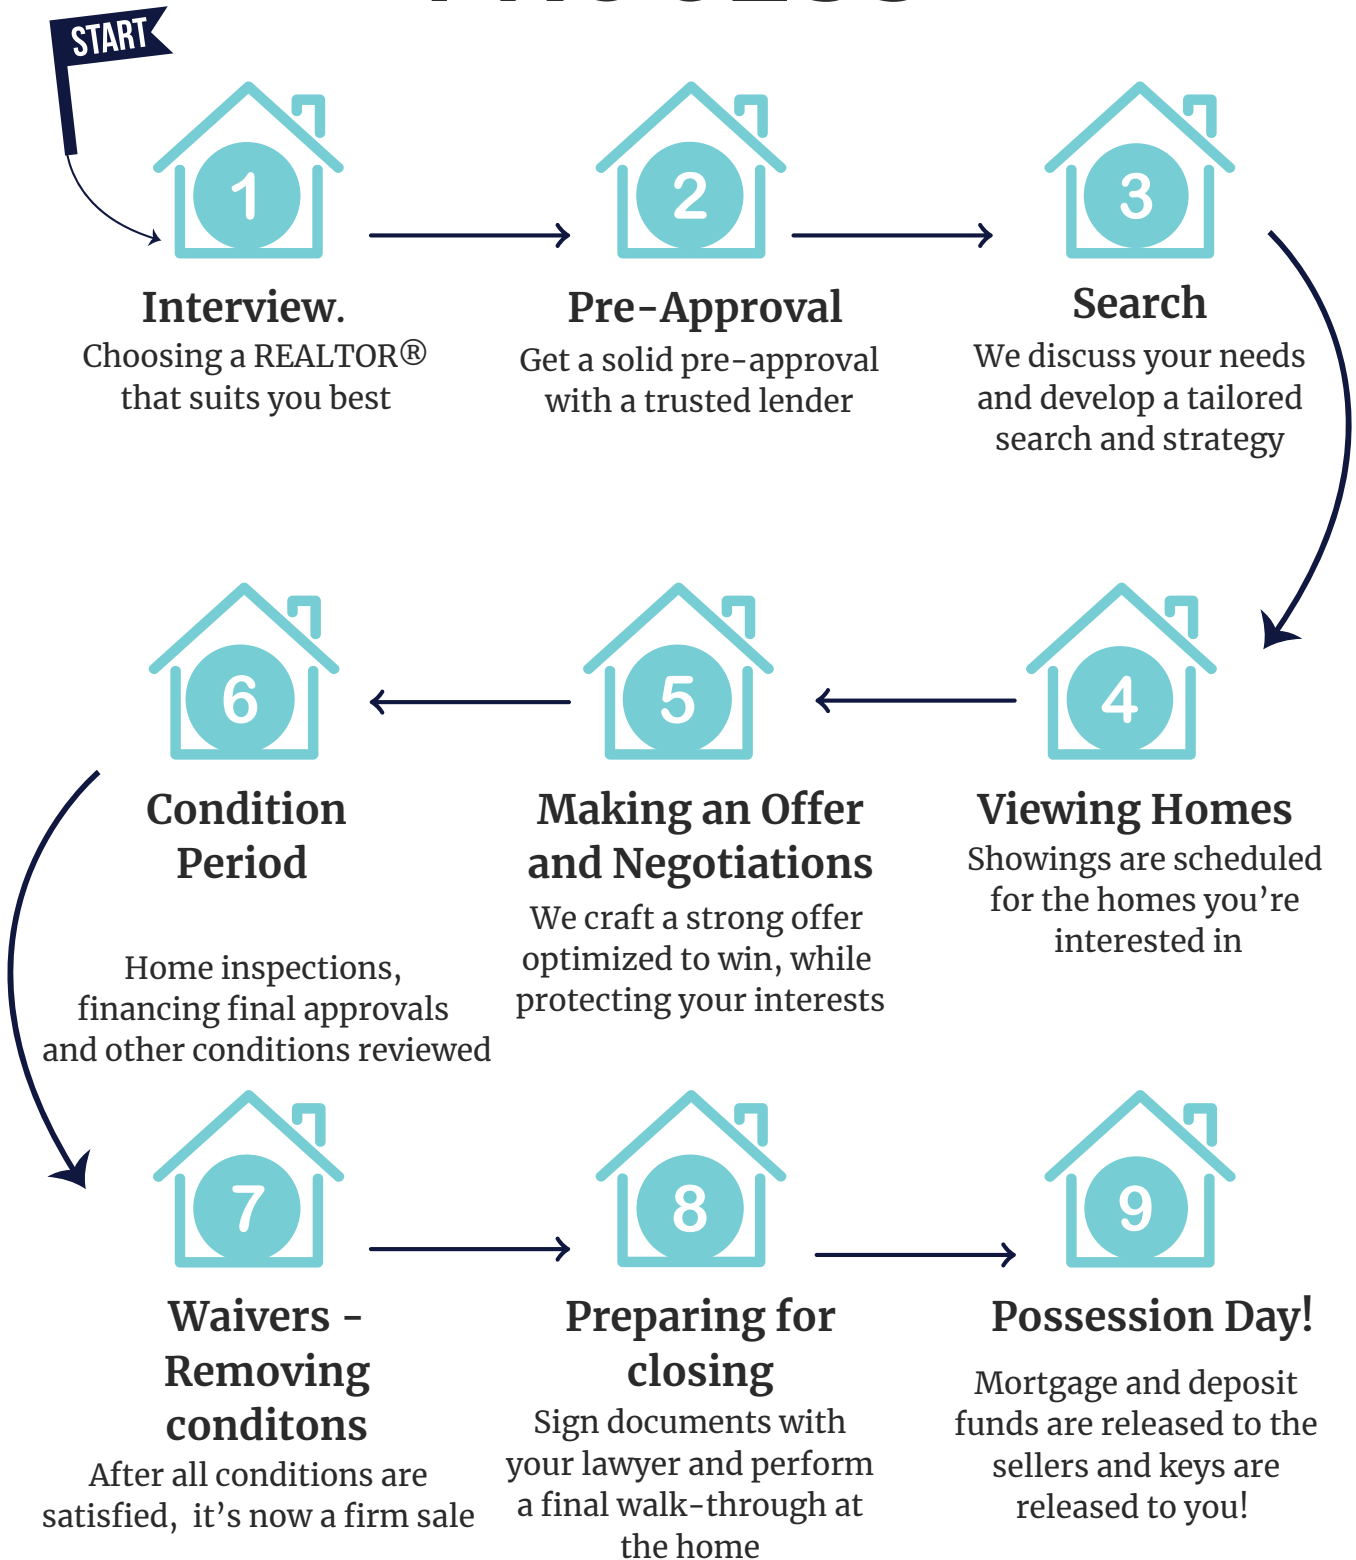 START
1
Interview.
Choosing a REALTOR®
that suits you best
2
Pre-Approval
Get a solid pre-approval
with a trusted lender
3
Search
We discuss your needs
and develop a tailored
search and strategy
4
Viewing Homes
Showings are scheduled
for the homes you’re
interested in
5
Making an Offer
and Negotiations
We craft a strong offer
optimized to win, while
protecting your interests
6
Condition
Period
Home inspections,
financing final approvals
and other conditions reviewed
7
Waivers -
Removing
conditons
After all conditions are
satisfied,  it’s now a firm sale
8
Preparing for
closing
Sign documents with
your lawyer and perform
a final walk-through at
the home
9
Possession Day!
Mortgage and deposit
funds are released to the
sellers and keys are
released to you!